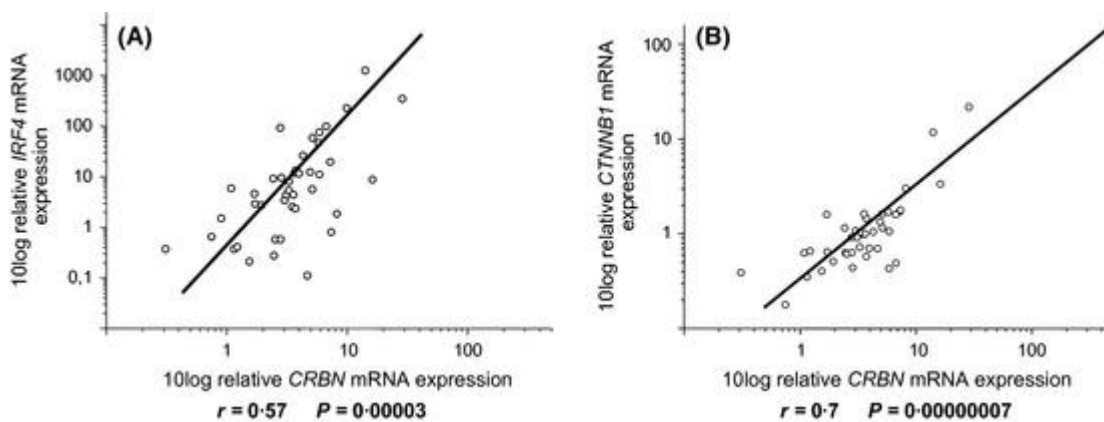 (A)
10log relative IRF4 mRNA
expression
1000
100
10
1
0,1
1 10 100
10log relative CRBN mRNA expression
r = 0·57 P = 0·00003
(B)
10log relative CTNNB1 mRNA
expression
100
10
1
1 10 100
10log relative CRBN mRNA expression
r = 0·7 P = 0·00000007